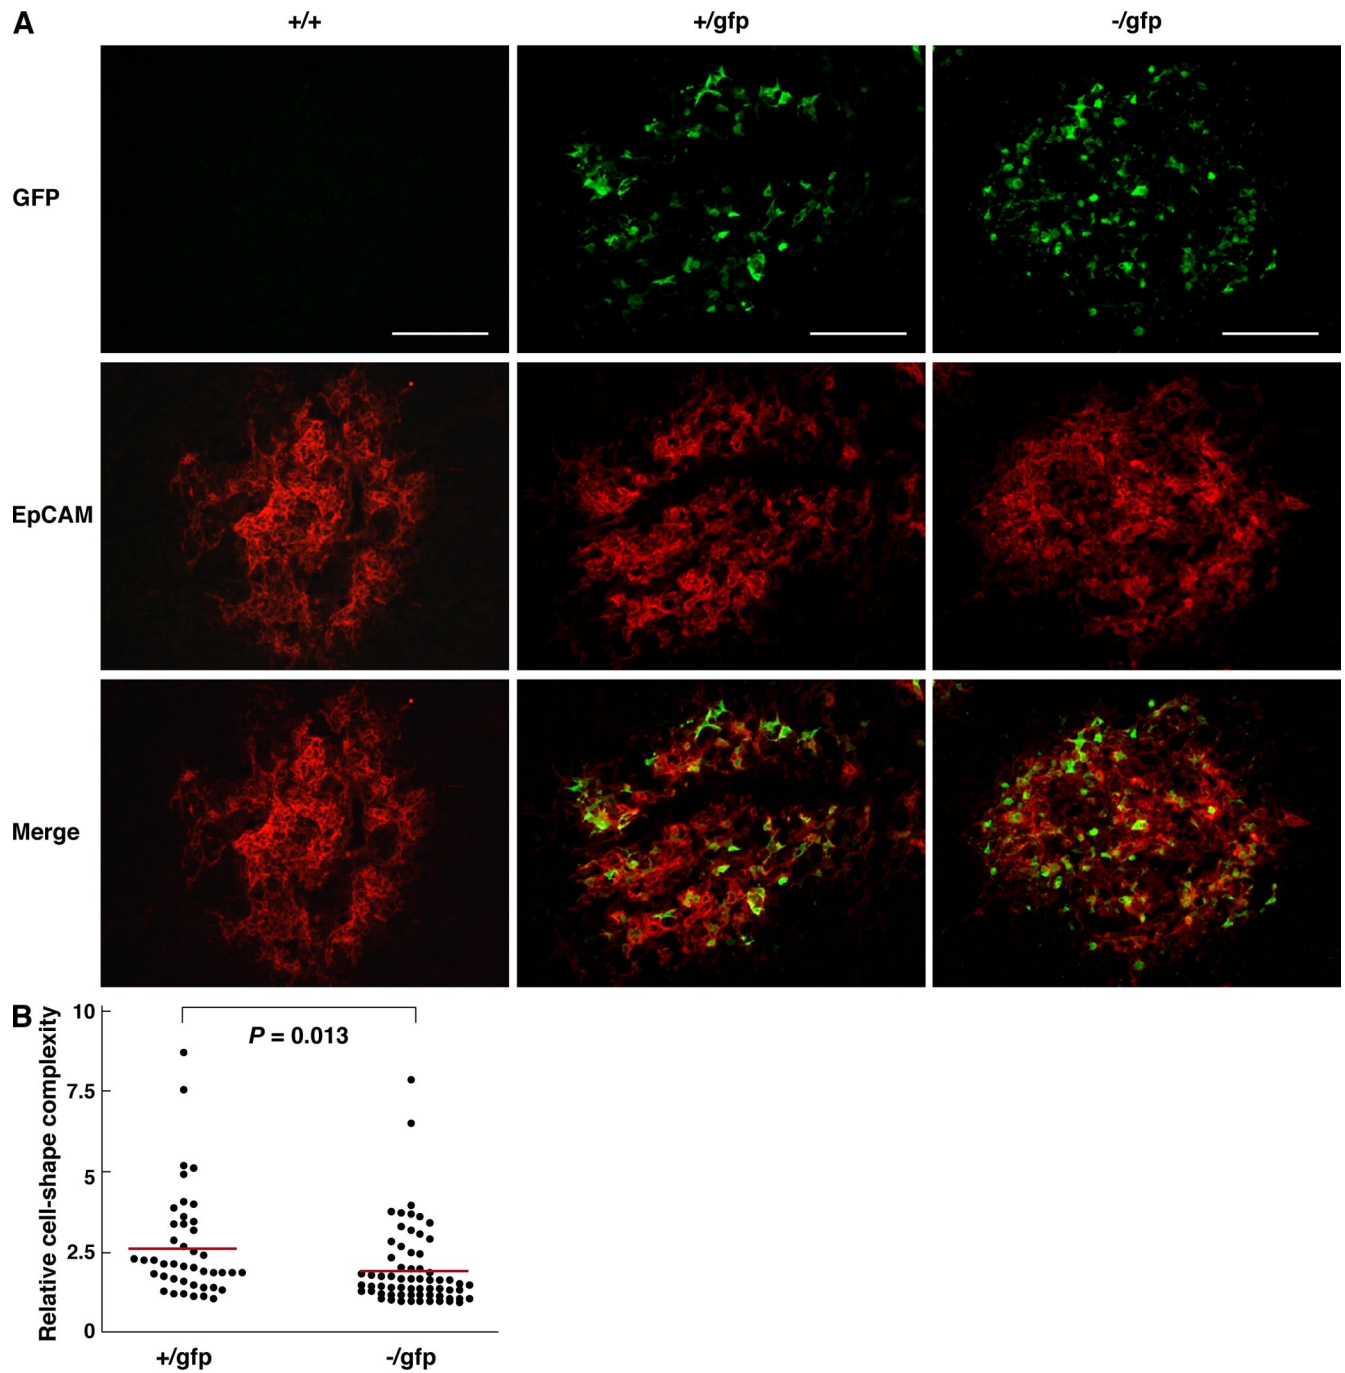 A
+/+
+/gfp
-/gfp
GFP
EpCAM
Merge
B
Relative cell-shape complexity
10
7.5
5
2.5
0
P = 0.013
+/gfp
-/gfp